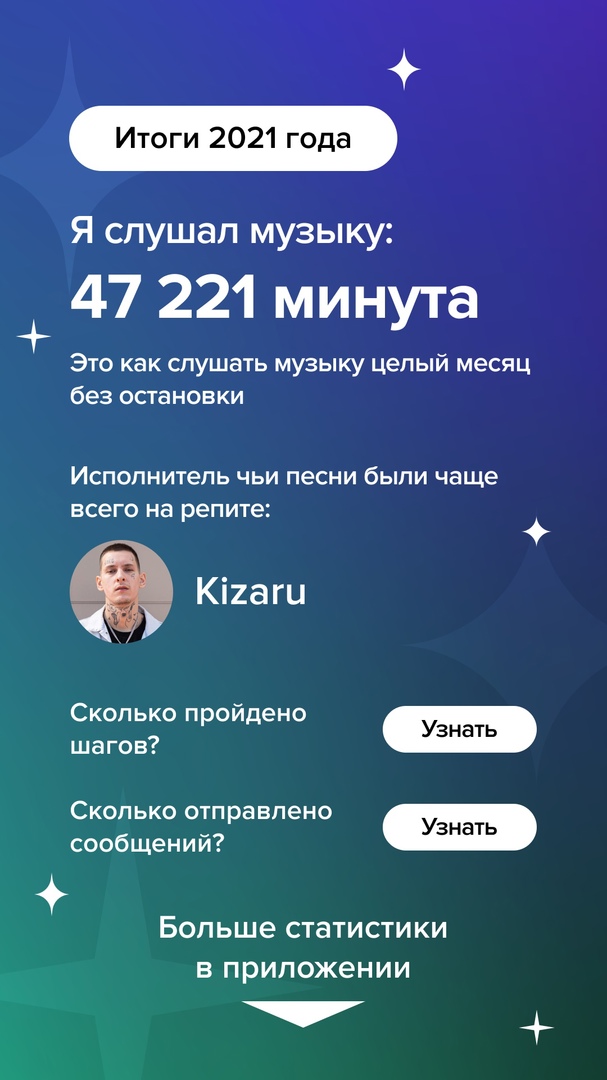 Итоги 2021 года
Я слушал музыку:
47 221 минута
Это как слушать музыку целый месяц
без остановки
Исполнитель чьи песни были чаще
всего на репите:
Kizaru
Сколько пройдено
шагов?
Узнать
Сколько отправлено
сообщений?
Узнать
Больше статистики
в приложении